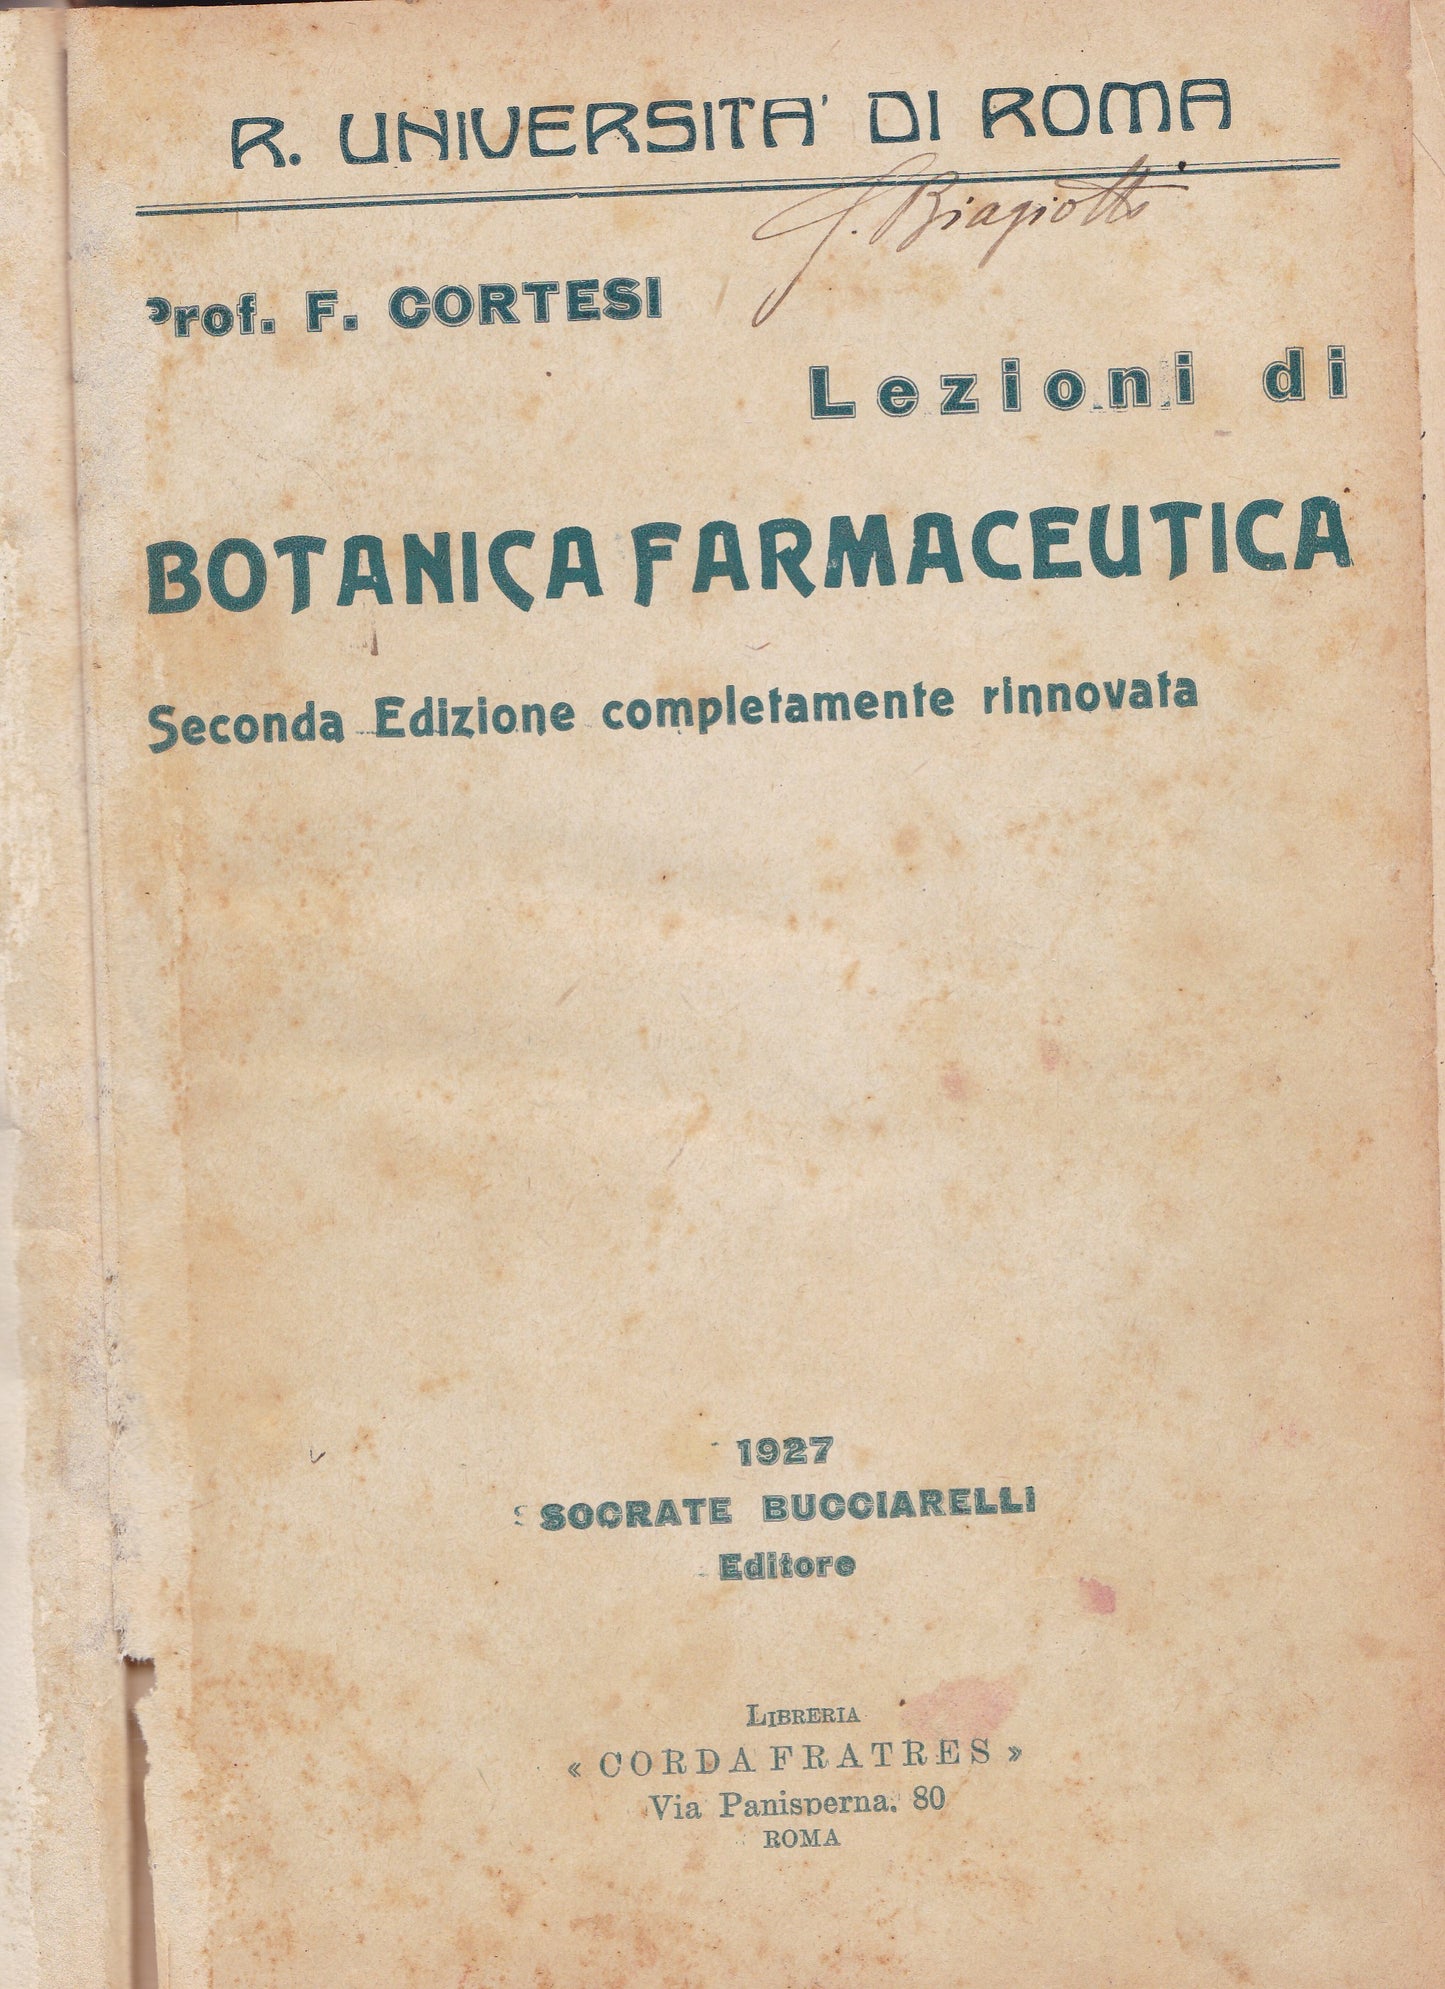 R. UNIVERSITA' DI ROMA
G. Biagiotti
Prof. F. CORTESI
Lezioni di
BOTANICA FARMACEUTICA
Seconda Edizione completamente rinnovata
1927
SOCRATE BUCCIARELLI
Editore
LIBRERIA
« CORDA FRATRES »
Via Panisperna, 80
ROMA